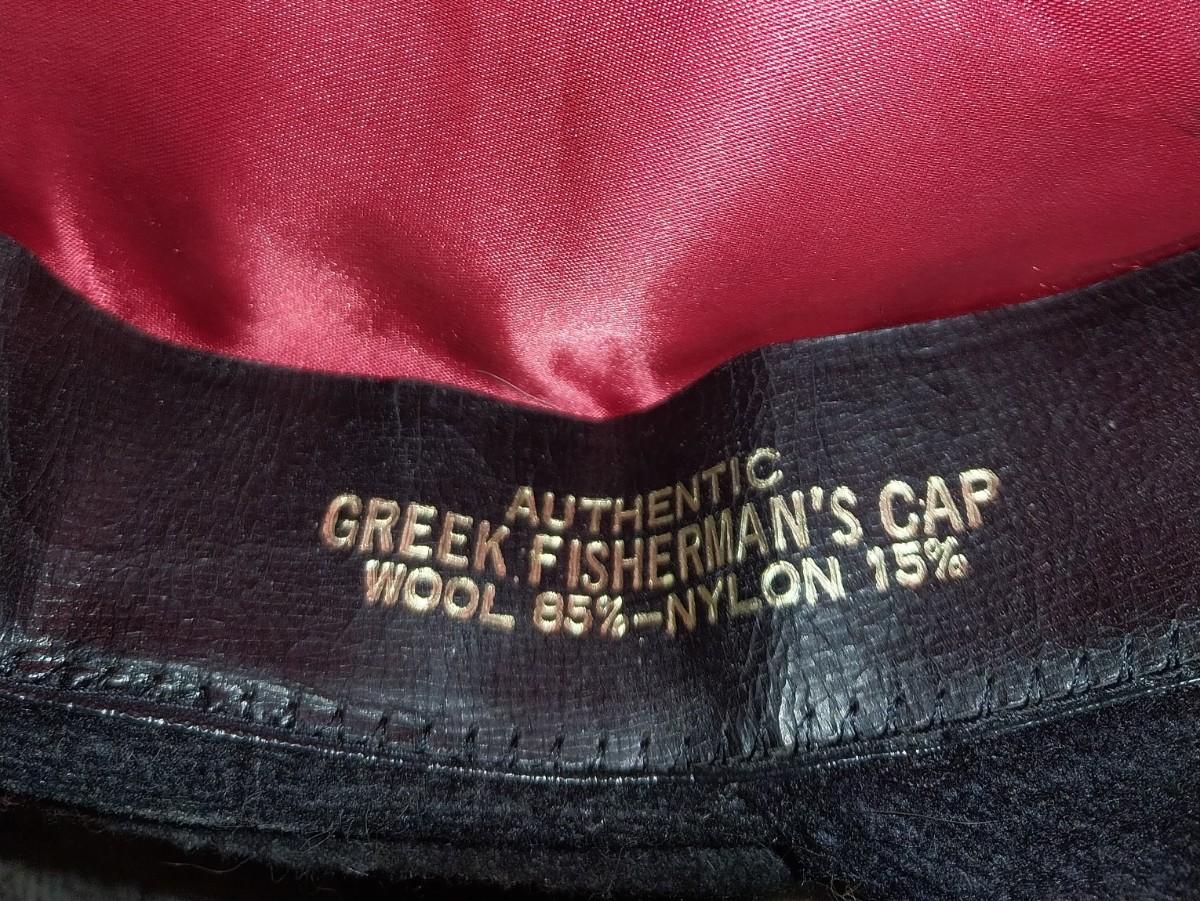 AUTHENTIC
GREEK FISHERMAN'S CAP
WOOL 85%-NYLON 15%